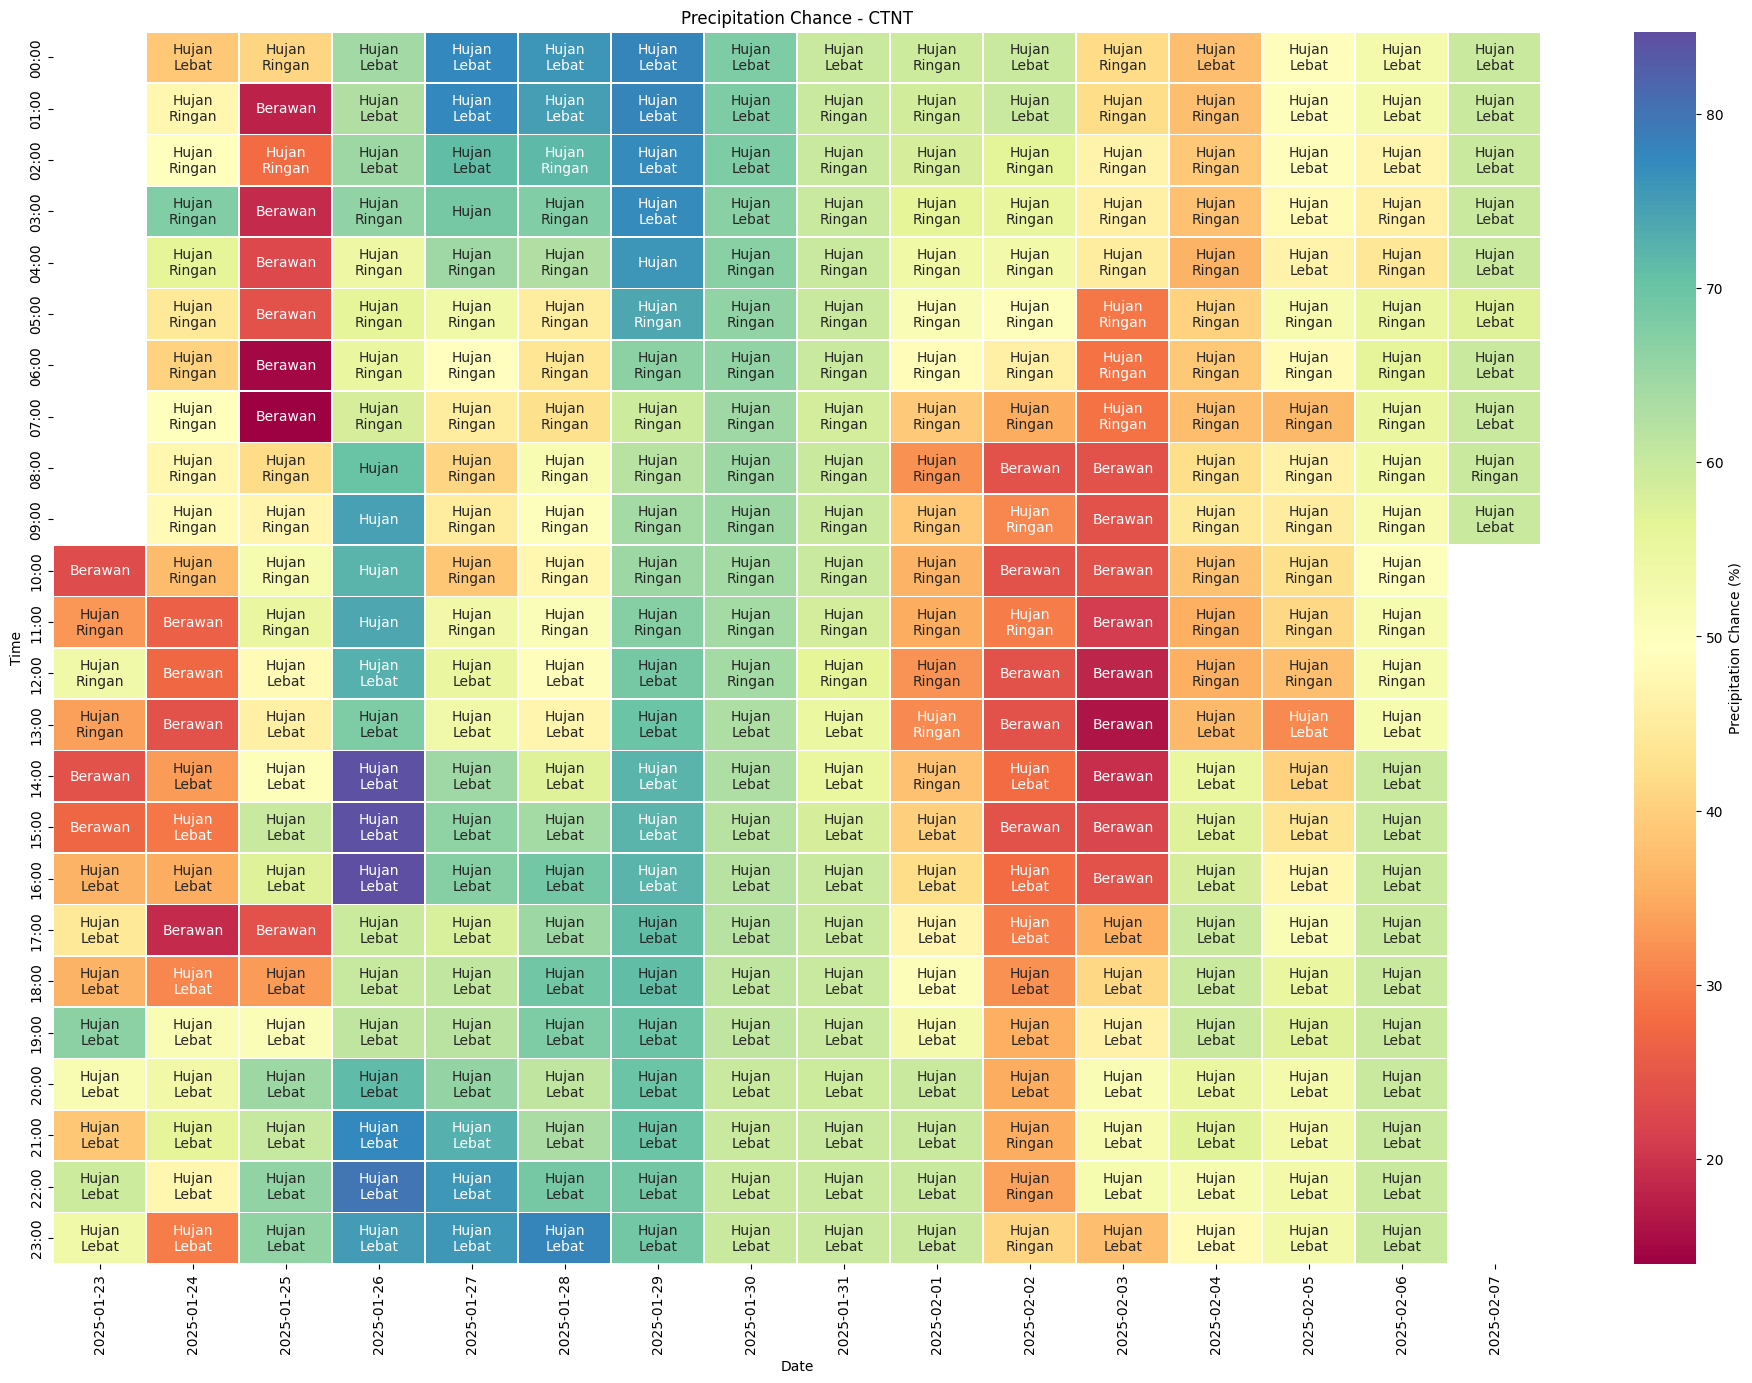 Precipitation Chance - CTNT
00:00 Hujan Lebat Hujan Ringan Hujan Lebat Hujan Lebat Hujan Lebat Hujan Lebat Hujan Lebat Hujan Lebat Hujan Ringan Hujan Lebat Hujan Ringan Hujan Lebat Hujan Lebat Hujan Lebat Hujan Lebat
01:00 Hujan Ringan Berawan Hujan Lebat Hujan Lebat Hujan Lebat Hujan Lebat Hujan Lebat Hujan Ringan Hujan Ringan Hujan Lebat Hujan Ringan Hujan Ringan Hujan Lebat Hujan Lebat Hujan Lebat
02:00 Hujan Ringan Hujan Ringan Hujan Lebat Hujan Lebat Hujan Ringan Hujan Lebat Hujan Lebat Hujan Ringan Hujan Ringan Hujan Ringan Hujan Ringan Hujan Ringan Hujan Lebat Hujan Lebat Hujan Lebat
03:00 Hujan Ringan Berawan Hujan Ringan Hujan Hujan Ringan Hujan Lebat Hujan Lebat Hujan Ringan Hujan Ringan Hujan Ringan Hujan Ringan Hujan Ringan Hujan Lebat Hujan Ringan Hujan Lebat
04:00 Hujan Ringan Berawan Hujan Ringan Hujan Ringan Hujan Ringan Hujan Hujan Ringan Hujan Ringan Hujan Ringan Hujan Ringan Hujan Ringan Hujan Ringan Hujan Lebat Hujan Ringan Hujan Lebat
05:00 Hujan Ringan Berawan Hujan Ringan Hujan Ringan Hujan Ringan Hujan Ringan Hujan Ringan Hujan Ringan Hujan Ringan Hujan Ringan Hujan Ringan Hujan Ringan Hujan Ringan Hujan Ringan Hujan Lebat
06:00 Hujan Ringan Berawan Hujan Ringan Hujan Ringan Hujan Ringan Hujan Ringan Hujan Ringan Hujan Ringan Hujan Ringan Hujan Ringan Hujan Ringan Hujan Ringan Hujan Ringan Hujan Ringan Hujan Lebat
07:00 Hujan Ringan Berawan Hujan Ringan Hujan Ringan Hujan Ringan Hujan Ringan Hujan Ringan Hujan Ringan Hujan Ringan Hujan Ringan Hujan Ringan Hujan Ringan Hujan Ringan Hujan Ringan Hujan Lebat
08:00 Hujan Ringan Hujan Ringan Hujan Hujan Ringan Hujan Ringan Hujan Ringan Hujan Ringan Hujan Ringan Hujan Ringan Berawan Berawan Hujan Ringan Hujan Ringan Hujan Ringan Hujan Ringan
09:00 Hujan Ringan Hujan Ringan Hujan Hujan Ringan Hujan Ringan Hujan Ringan Hujan Ringan Hujan Ringan Hujan Ringan Hujan Ringan Berawan Hujan Ringan Hujan Ringan Hujan Ringan Hujan Lebat
10:00 Berawan Hujan Ringan Hujan Ringan Hujan Hujan Ringan Hujan Ringan Hujan Ringan Hujan Ringan Hujan Ringan Hujan Ringan Berawan Berawan Hujan Ringan Hujan Ringan Hujan Ringan
11:00 Hujan Ringan Berawan Hujan Ringan Hujan Hujan Ringan Hujan Ringan Hujan Ringan Hujan Ringan Hujan Ringan Hujan Ringan Hujan Ringan Berawan Hujan Ringan Hujan Ringan Hujan Ringan
12:00 Hujan Ringan Berawan Hujan Lebat Hujan Lebat Hujan Lebat Hujan Lebat Hujan Lebat Hujan Ringan Hujan Ringan Hujan Ringan Berawan Berawan Hujan Ringan Hujan Ringan Hujan Ringan
13:00 Hujan Ringan Berawan Hujan Lebat Hujan Lebat Hujan Lebat Hujan Lebat Hujan Lebat Hujan Lebat Hujan Lebat Hujan Ringan Berawan Berawan Hujan Lebat Hujan Lebat Hujan Lebat
14:00 Berawan Hujan Lebat Hujan Lebat Hujan Lebat Hujan Lebat Hujan Lebat Hujan Lebat Hujan Lebat Hujan Lebat Hujan Ringan Hujan Lebat Berawan Hujan Lebat Hujan Lebat Hujan Lebat
15:00 Berawan Hujan Lebat Hujan Lebat Hujan Lebat Hujan Lebat Hujan Lebat Hujan Lebat Hujan Lebat Hujan Lebat Hujan Lebat Berawan Berawan Hujan Lebat Hujan Lebat Hujan Lebat
16:00 Hujan Lebat Hujan Lebat Hujan Lebat Hujan Lebat Hujan Lebat Hujan Lebat Hujan Lebat Hujan Lebat Hujan Lebat Hujan Lebat Hujan Lebat Berawan Hujan Lebat Hujan Lebat Hujan Lebat
17:00 Hujan Lebat Berawan Berawan Hujan Lebat Hujan Lebat Hujan Lebat Hujan Lebat Hujan Lebat Hujan Lebat Hujan Lebat Hujan Lebat Hujan Lebat Hujan Lebat Hujan Lebat Hujan Lebat
18:00 Hujan Lebat Hujan Lebat Hujan Lebat Hujan Lebat Hujan Lebat Hujan Lebat Hujan Lebat Hujan Lebat Hujan Lebat Hujan Lebat Hujan Lebat Hujan Lebat Hujan Lebat Hujan Lebat Hujan Lebat
19:00 Hujan Lebat Hujan Lebat Hujan Lebat Hujan Lebat Hujan Lebat Hujan Lebat Hujan Lebat Hujan Lebat Hujan Lebat Hujan Lebat Hujan Lebat Hujan Lebat Hujan Lebat Hujan Lebat Hujan Lebat
20:00 Hujan Lebat Hujan Lebat Hujan Lebat Hujan Lebat Hujan Lebat Hujan Lebat Hujan Lebat Hujan Lebat Hujan Lebat Hujan Lebat Hujan Lebat Hujan Lebat Hujan Lebat Hujan Lebat Hujan Lebat
21:00 Hujan Lebat Hujan Lebat Hujan Lebat Hujan Lebat Hujan Lebat Hujan Lebat Hujan Lebat Hujan Lebat Hujan Lebat Hujan Lebat Hujan Ringan Hujan Lebat Hujan Lebat Hujan Lebat Hujan Lebat
22:00 Hujan Lebat Hujan Lebat Hujan Lebat Hujan Lebat Hujan Lebat Hujan Lebat Hujan Lebat Hujan Lebat Hujan Lebat Hujan Lebat Hujan Ringan Hujan Lebat Hujan Lebat Hujan Lebat Hujan Lebat
23:00 Hujan Lebat Hujan Lebat Hujan Lebat Hujan Lebat Hujan Lebat Hujan Lebat Hujan Lebat Hujan Lebat Hujan Lebat Hujan Lebat Hujan Ringan Hujan Lebat Hujan Lebat Hujan Lebat Hujan Lebat
Time
2025-01-23 2025-01-24 2025-01-25 2025-01-26 2025-01-27 2025-01-28 2025-01-29 2025-01-30 2025-01-31 2025-02-01 2025-02-02 2025-02-03 2025-02-04 2025-02-05 2025-02-06 2025-02-07
Date
80
70
60
50
40
30
20
Precipitation Chance (%)